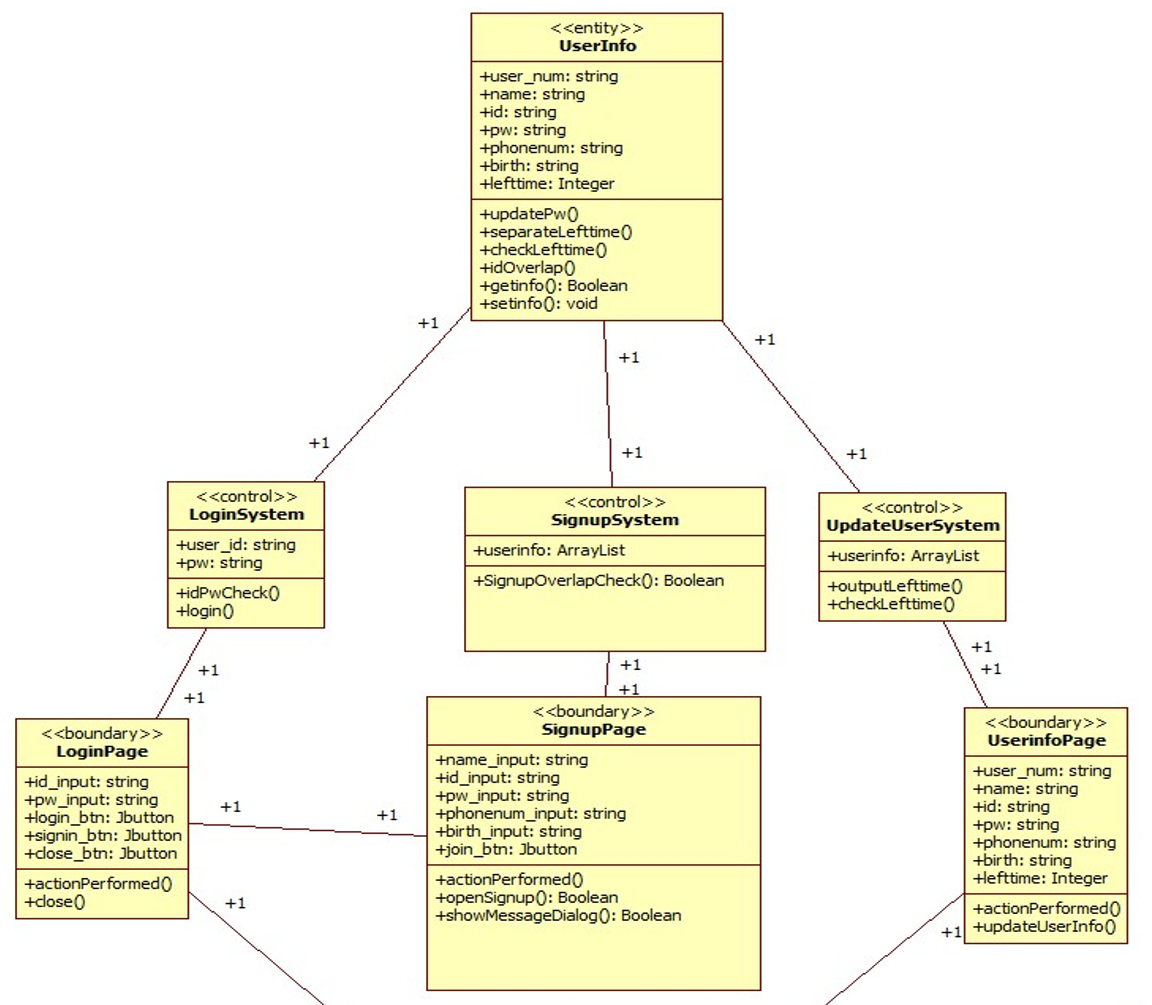 <<entity>>
UserInfo
+user_num: string
+name: string
+id: string
+pw: string
+phonenum: string
+birth: string
+lefttime: Integer
+updatePw()
+separateLefttime()
+checkLefttime()
+idOverlap()
+getinfo(): Boolean
+setinfo(): void
+1
+1
+1
+1
+1
+1
<<control>>
LoginSystem
+user_id: string
+pw: string
+idPwCheck()
+login()
<<control>>
SignupSystem
+userinfo: ArrayList
+SignupOverlapCheck(): Boolean
<<control>>
UpdateUserSystem
+userinfo: ArrayList
+outputLefttime()
+checkLefttime()
+1
+1
+1
+1
+1
+1
<<boundary>>
LoginPage
+id_input: string
+pw_input: string
+login_btn: Jbutton
+signin_btn: Jbutton
+close_btn: Jbutton
+actionPerformed()
+close()
+1
+1
+1
<<boundary>>
SignupPage
+name_input: string
+id_input: string
+pw_input: string
+phonenum_input: string
+birth_input: string
+join_btn: Jbutton
+actionPerformed()
+openSignup(): Boolean
+showMessageDialog(): Boolean
<<boundary>>
UserinfoPage
+user_num: string
+name: string
+id: string
+pw: string
+phonenum: string
+birth: string
+lefttime: Integer
+actionPerformed()
+updateUserInfo()
+1